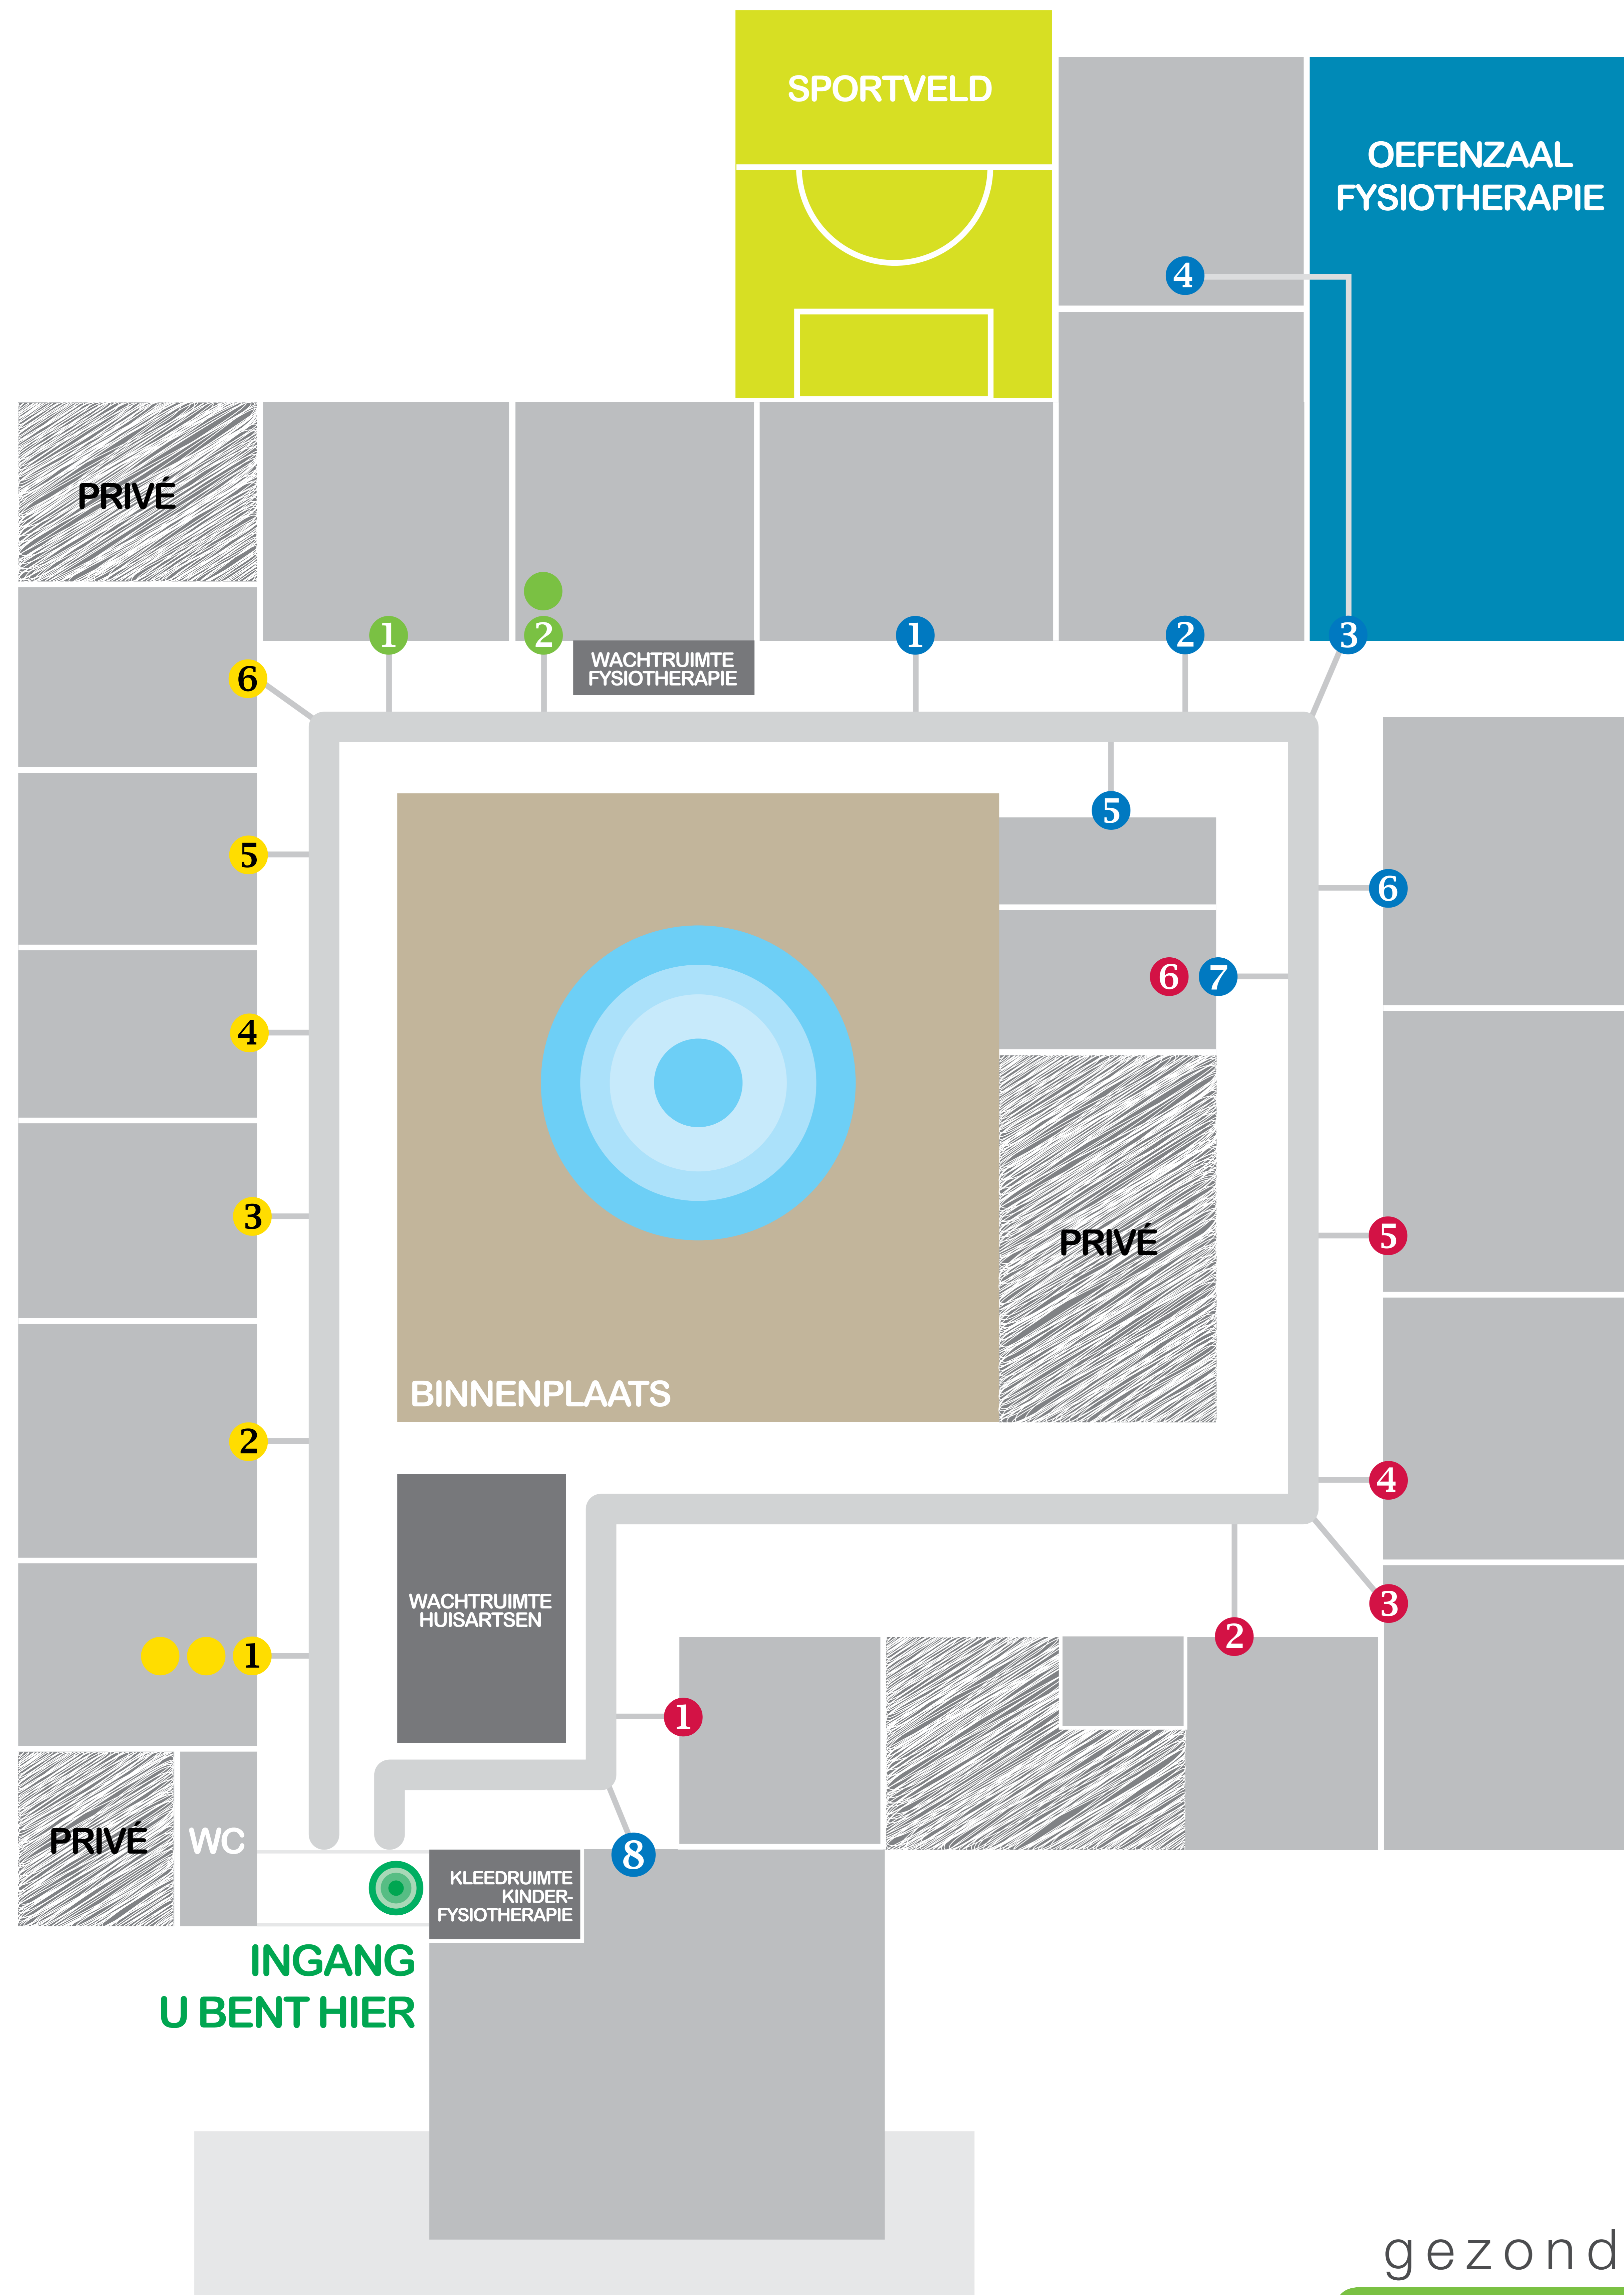 SPORTVELD
OEFENZAAL
FYSIOTHERAPIE
4
PRIVÉ
1
2
1
2
3
WACHTRUIMTE
FYSIOTHERAPIE
6
5
5
6
6 7
4
3
5
PRIVÉ
BINNENPLAATS
2
4
WACHTRUIMTE
HUISARTSEN
3
2
1
1
PRIVÉ
WC
8
KLEEDRUIMTE
KINDER-
FYSIOTHERAPIE
INGANG
U BENT HIER
gezond